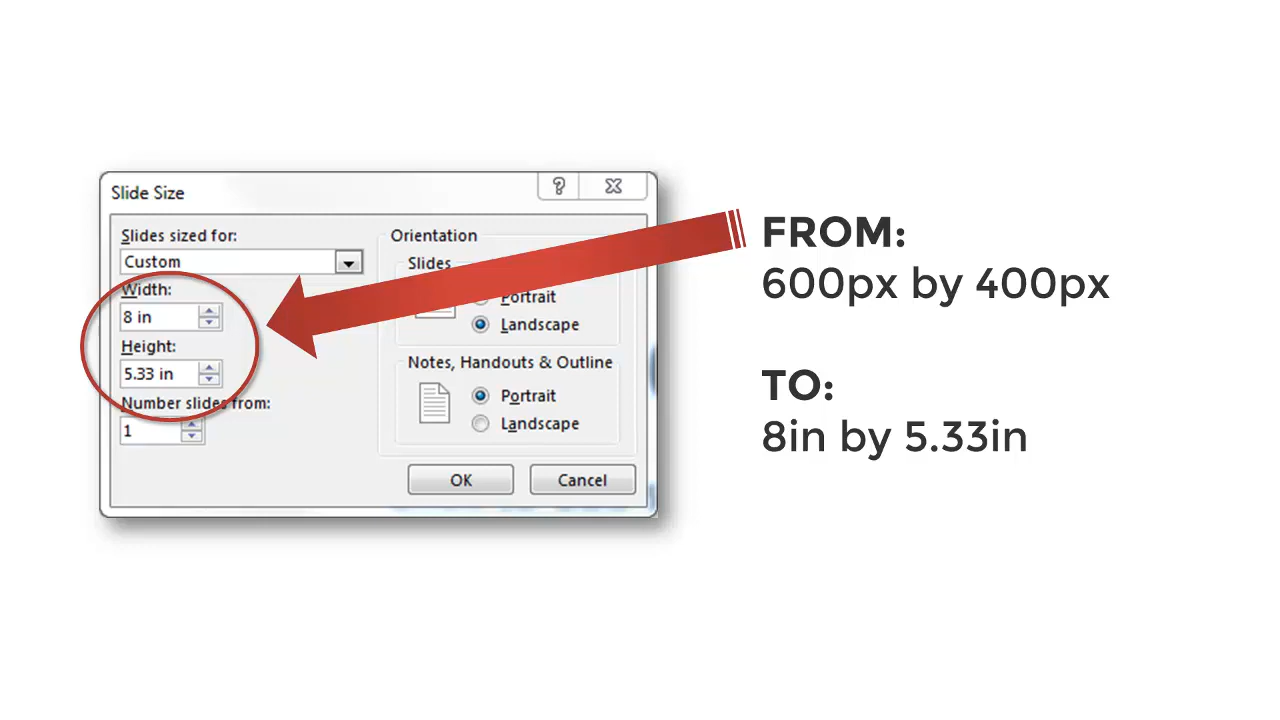 Slide Size
Slides sized for:
Custom
Width:
8 in
Height:
5.33 in
Number slides from:
1
Orientation
Slides
Portrait
Landscape
Notes, Handouts & Outline
Portrait
Landscape
OK
Cancel
FROM:
600px by 400px
TO:
8in by 5.33in